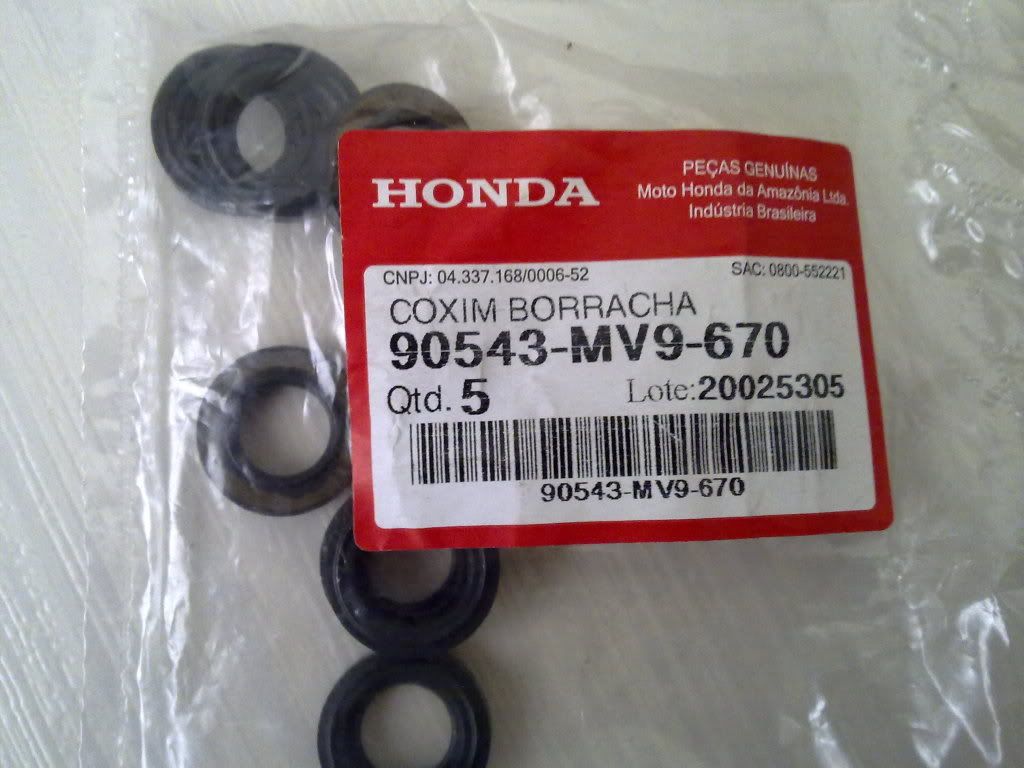 HONDA
PEÇAS GENUÍNAS
Moto Honda da Amazônia Ltda.
Indústria Brasileira
CNPJ: 04.337.168/0006-52
SAC: 0800-552221
COXIM BORRACHA
90543-MV9-670
Qtd. 5
Lote:20025305
90543-MV9-670